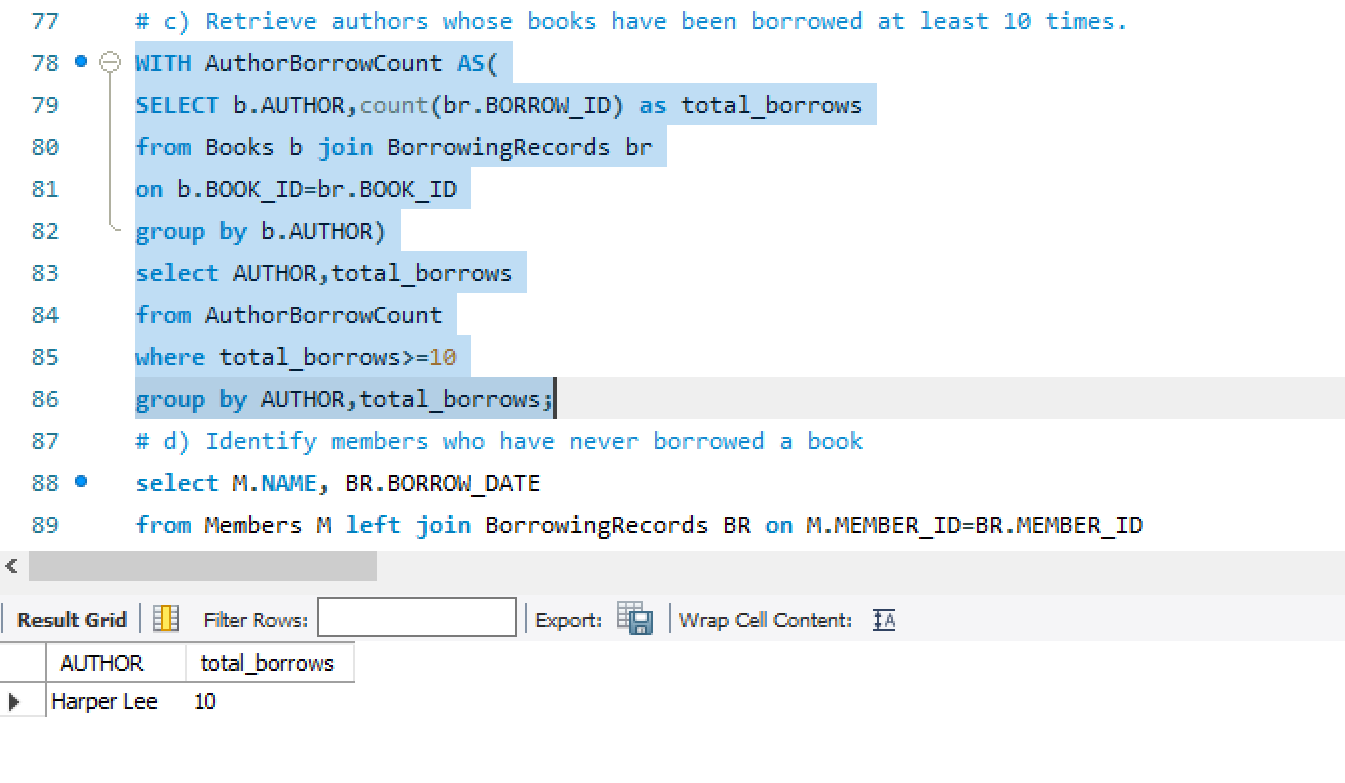 77 # c) Retrieve authors whose books have been borrowed at least 10 times.
78 WITH AuthorBorrowCount AS(
79 SELECT b.AUTHOR,count(br.BORROW_ID) as total_borrows
80 from Books b join BorrowingRecords br
81 on b.BOOK_ID=br.BOOK_ID
82 group by b.AUTHOR)
83 select AUTHOR,total_borrows
84 from AuthorBorrowCount
85 where total_borrows>=10
86 group by AUTHOR,total_borrows;
87 # d) Identify members who have never borrowed a book
88 select M.NAME, BR.BORROW_DATE
89 from Members M left join BorrowingRecords BR on M.MEMBER_ID=BR.MEMBER_ID
Result Grid Filter Rows: Export: Wrap Cell Content: IA
AUTHOR total_borrows
Harper Lee 10